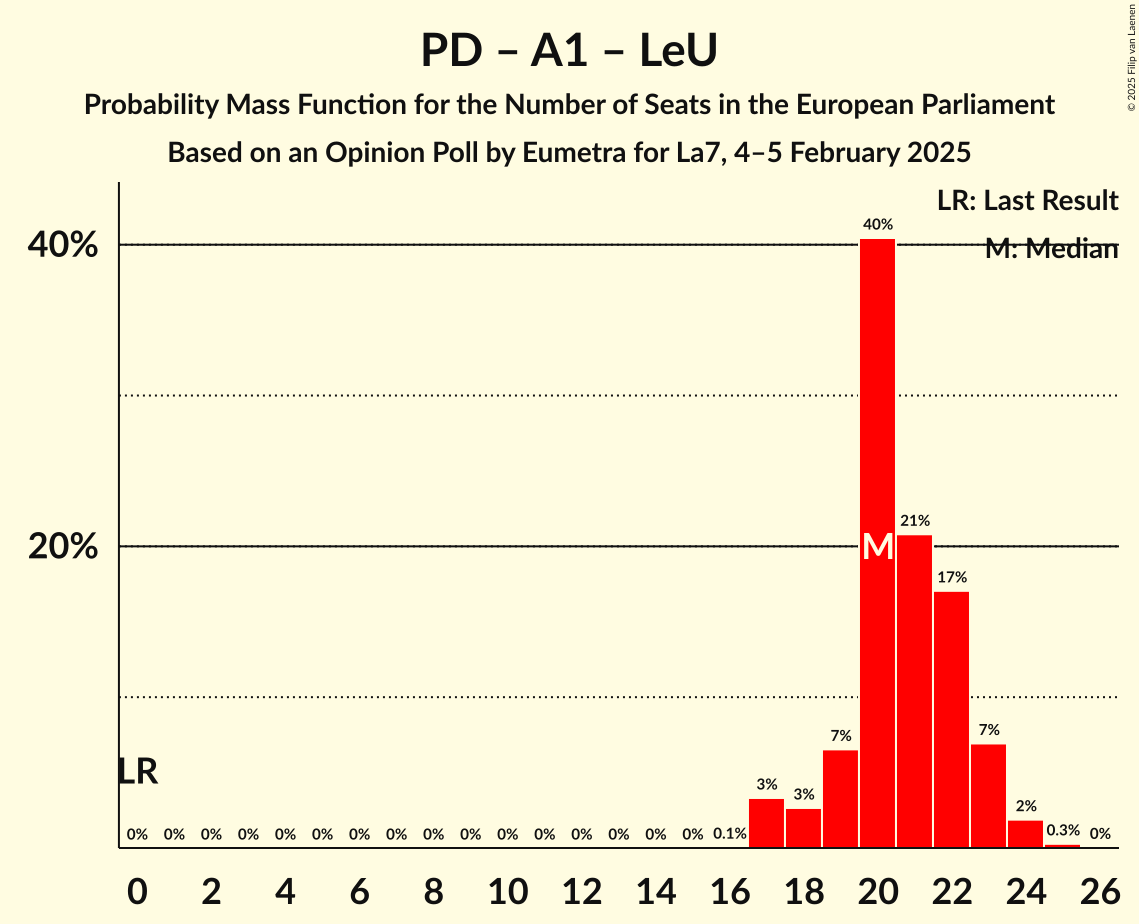 PD – A1 – LeU
Probability Mass Function for the Number of Seats in the European Parliament
Based on an Opinion Poll by Eumetra for La7, 4–5 February 2025
© 2025 Filip van Laenen
LR: Last Result
M: Median
40%
20%
40%
M
21%
17%
7%
7%
3%
3%
2%
0.3%
0%
LR
0% 0% 0% 0% 0% 0% 0% 0% 0% 0% 0% 0% 0% 0% 0% 0% 0.1%
0 2 4 6 8 10 12 14 16 18 20 22 24 26